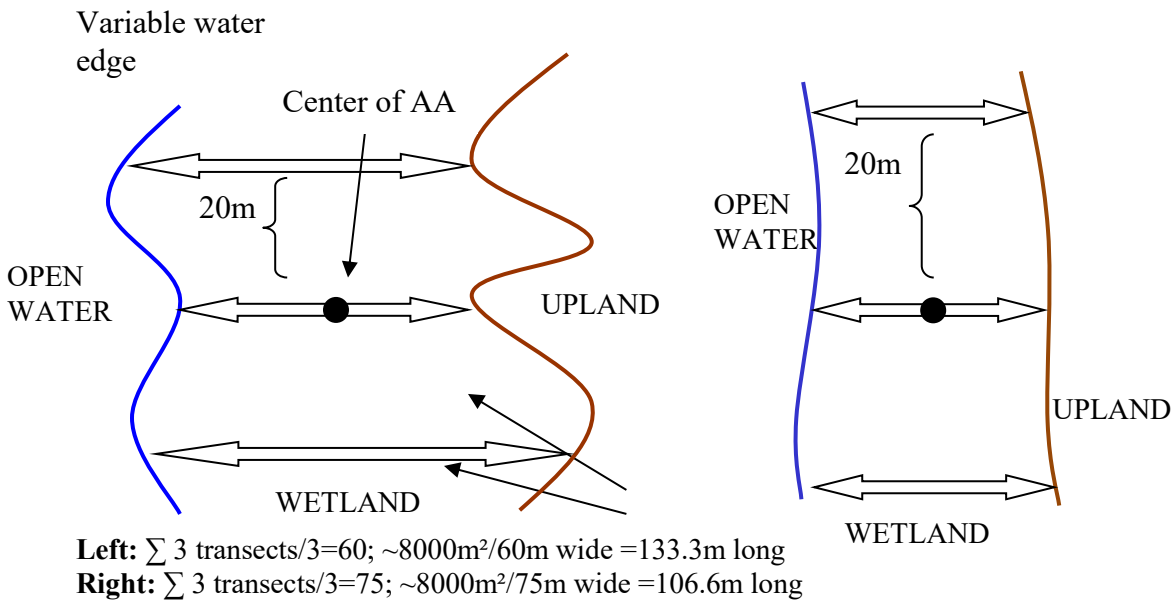 Variable water
edge
Center of AA
20m
OPEN
WATER
UPLAND
WETLAND
20m
OPEN
WATER
UPLAND
WETLAND
Left: ∑ 3 transects/3=60; ~8000m²/60m wide =133.3m long
Right: ∑ 3 transects/3=75; ~8000m²/75m wide =106.6m long